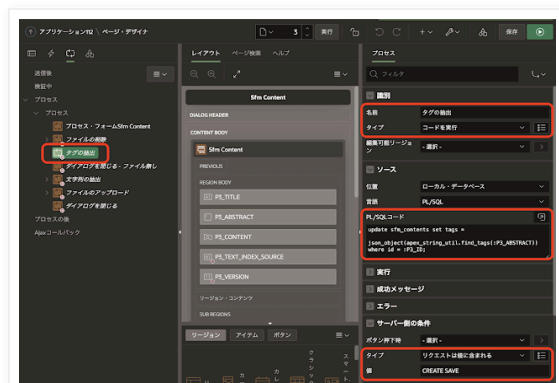 アプリケーション112 \ ページ・デザイナ
3
実行
保存
送信後
検証中
プロセス
プロセス
プロセス・フォームSfm Content
ファイルの削除
タグの抽出
ダイアログを閉じる - ファイル無し
文字列の抽出
ファイルのアップロード
ダイアログを閉じる
プロセスの後
Ajaxコールバック
レイアウト ページ検索 ヘルプ
Sfm Content
DIALOG HEADER
CONTENT BODY
Sfm Content
PREVIOUS
REGION BODY
P3_TITLE
P3_ABSTRACT
P3_CONTENT
P3_TEXT_INDEX_SOURCE
P3_VERSION
リージョン・コンテンツ
SUB REGIONS
リージョン アイテム ボタン
プロセス
フィルタ
識別
名前 タグの抽出
タイプ コードを実行
編集可能リージョン - 選択 -
ソース
位置 ローカル・データベース
言語 PL/SQL
PL/SQLコード
update sfm_contents set tags =
json_object(apex_string_util.find_tags(:P3_ABSTRACT))
where id = :P3_ID;
実行
成功メッセージ
エラー
サーバー側の条件
ボタン押下時 - 選択 -
タイプ リクエストは値に含まれる
値 CREATE SAVE